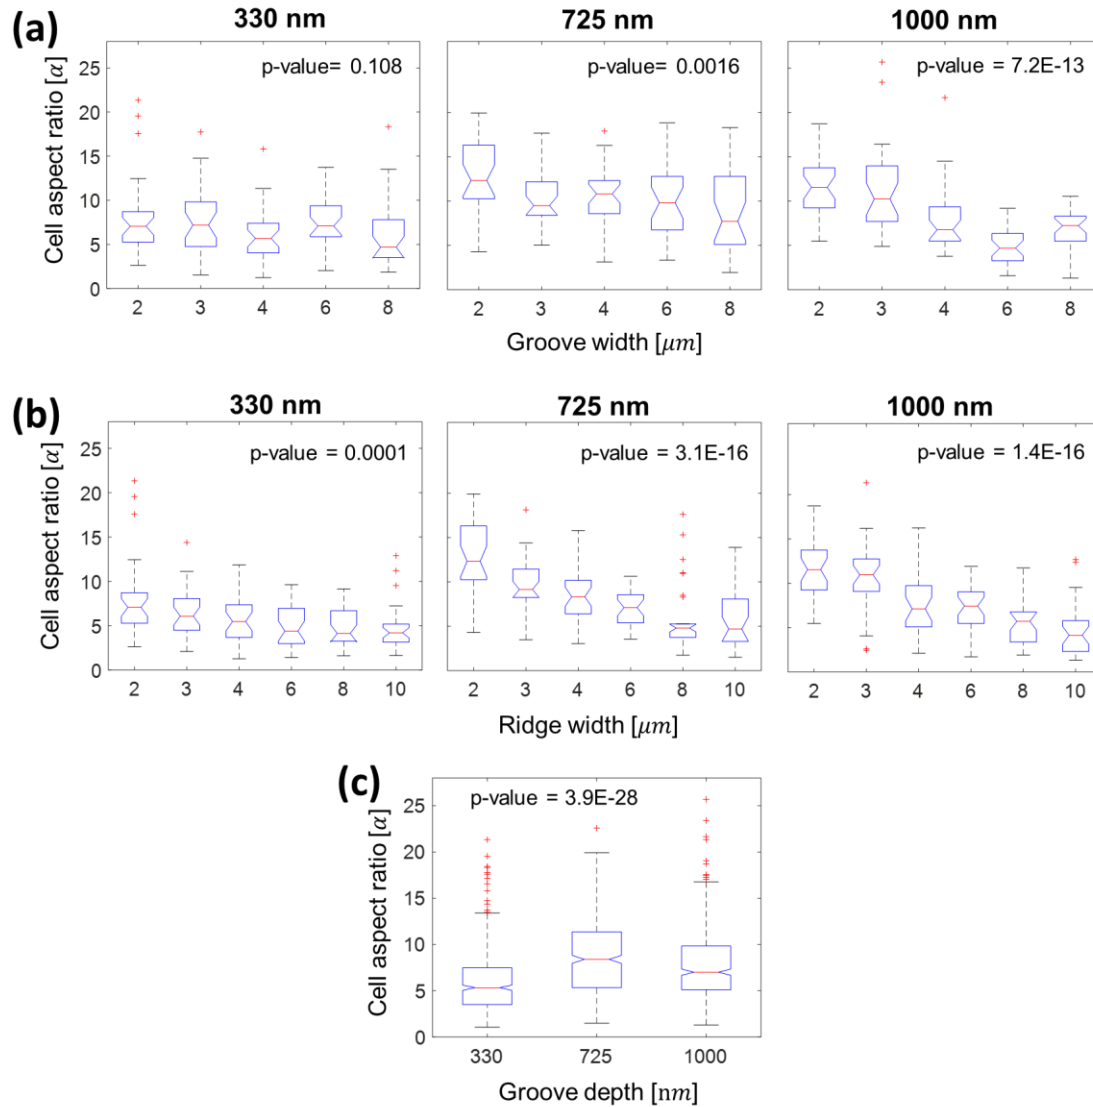 (a)
330 nm 725 nm 1000 nm
Cell aspect ratio [α]
25
20
15
10
5
0
p-value= 0.108
p-value= 0.0016
p-value = 7.2E-13
2 3 4 6 8
2 3 4 6 8
2 3 4 6 8
Groove width [μm]
(b)
330 nm 725 nm 1000 nm
Cell aspect ratio [α]
25
20
15
10
5
0
p-value = 0.0001
p-value = 3.1E-16
p-value = 1.4E-16
2 3 4 6 8 10
2 3 4 6 8 10
2 3 4 6 8 10
Ridge width [μm]
(c)
Cell aspect ratio [α]
25
20
15
10
5
0
p-value = 3.9E-28
330 725 1000
Groove depth [nm]